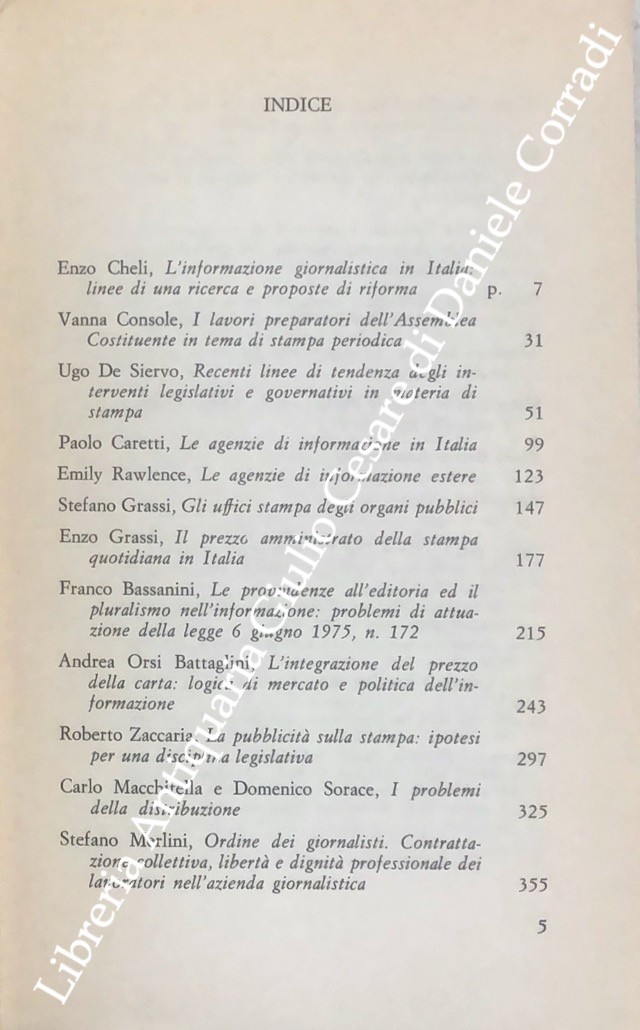 INDICE
Enzo Cheli, L'informazione giornalistica in Italia:
linee di una ricerca e proposte di riforma p. 7
Vanna Console, I lavori preparatori dell'Assemblea
Costituente in tema di stampa periodica 31
Ugo De Siervo, Recenti linee di tendenza degli in-
terventi legislativi e governativi in materia di
stampa 51
Paolo Caretti, Le agenzie di informazione in Italia 99
Emily Rawlence, Le agenzie di informazione estere 123
Stefano Grassi, Gli uffici stampa degli organi pubblici 147
Enzo Grassi, Il prezzo amministrato della stampa
quotidiana in Italia 177
Franco Bassanini, Le provvidenze all'editoria ed il
pluralismo nell'informazione: problemi di attua-
zione della legge 6 giugno 1975, n. 172 215
Andrea Orsi Battaglini, L'integrazione del prezzo
della carta: logica di mercato e politica dell'in-
formazione 243
Roberto Zaccaria, La pubblicità sulla stampa: ipotesi
per una disciplina legislativa 297
Carlo Macchitella e Domenico Sorace, I problemi
della distribuzione 325
Stefano Merlini, Ordine dei giornalisti. Contratta-
zione collettiva, libertà e dignità professionale dei
lavoratori nell'azienda giornalistica 355
5
Libreria Antiquaria Giulio Cesare di Daniele Corradi